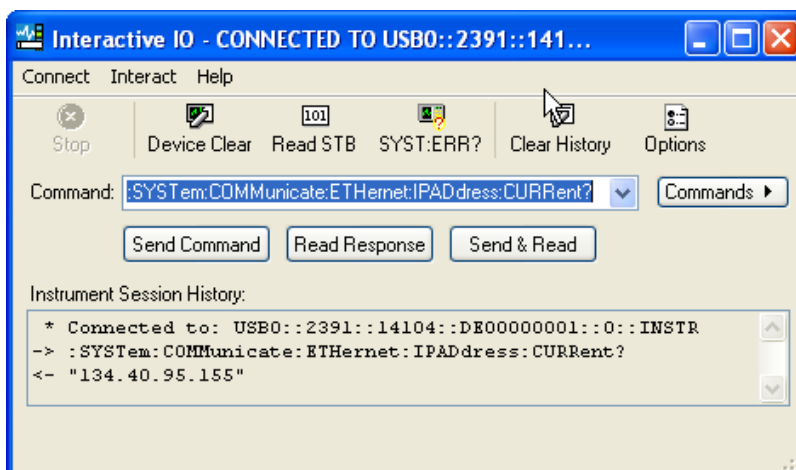 Interactive IO - CONNECTED TO USB0::2391::141...
Connect Interact Help
Stop Device Clear Read STB SYST:ERR? Clear History Options
Command: :SYSTem:COMMunicate:ETHernet:IPADdress:CURRent? Commands
Send Command Read Response Send & Read
Instrument Session History:
* Connected to: USB0::2391::14104::DE00000001::0::INSTR
-> :SYSTem:COMMunicate:ETHernet:IPADdress:CURRent?
<- "134.40.95.155"